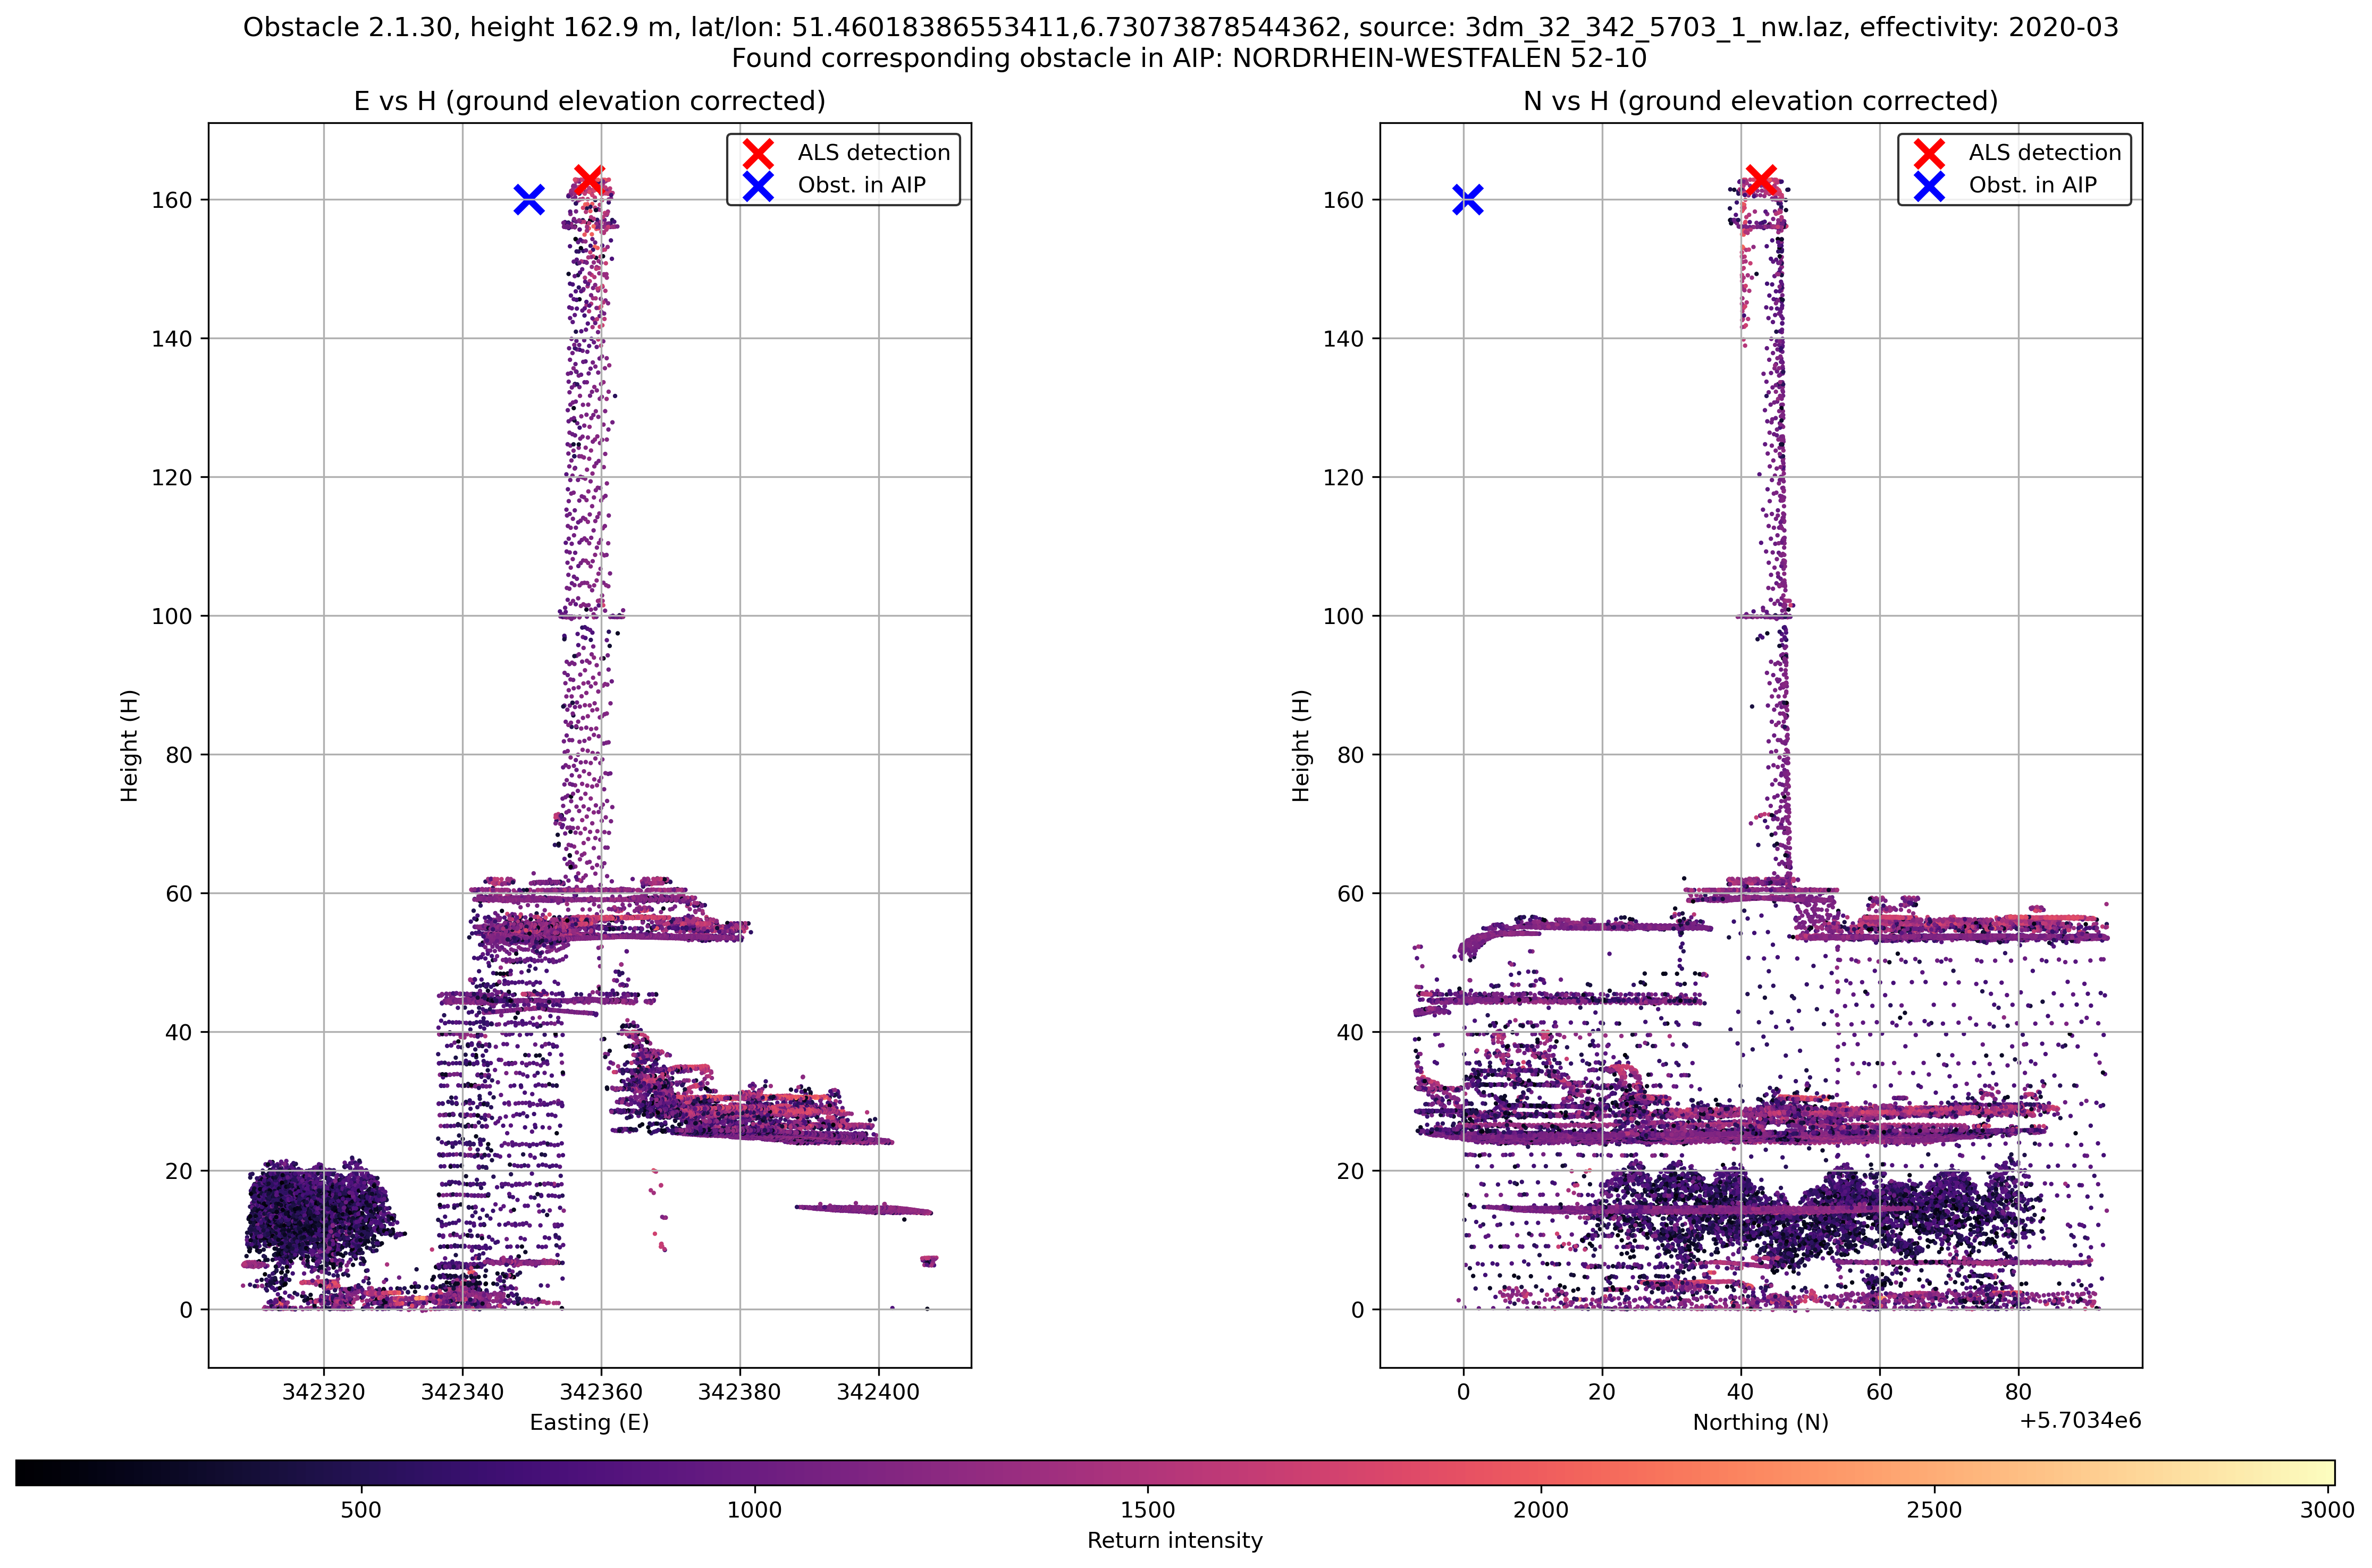 Obstacle 2.1.30, height 162.9 m, lat/lon: 51.46018386553411,6.73073878544362, source: 3dm_32_342_5703_1_nw.laz, effectivity: 2020-03
Found corresponding obstacle in AIP: NORDRHEIN-WESTFALEN 52-10
E vs H (ground elevation corrected)
ALS detection
Obst. in AIP
160
140
120
100
80
60
40
20
0
Height (H)
342320 342340 342360 342380 342400
Easting (E)
N vs H (ground elevation corrected)
ALS detection
Obst. in AIP
160
140
120
100
80
60
40
20
0
Height (H)
0 20 40 60 80
Northing (N)
+5.7034e6
500 1000 1500 2000 2500 3000
Return intensity